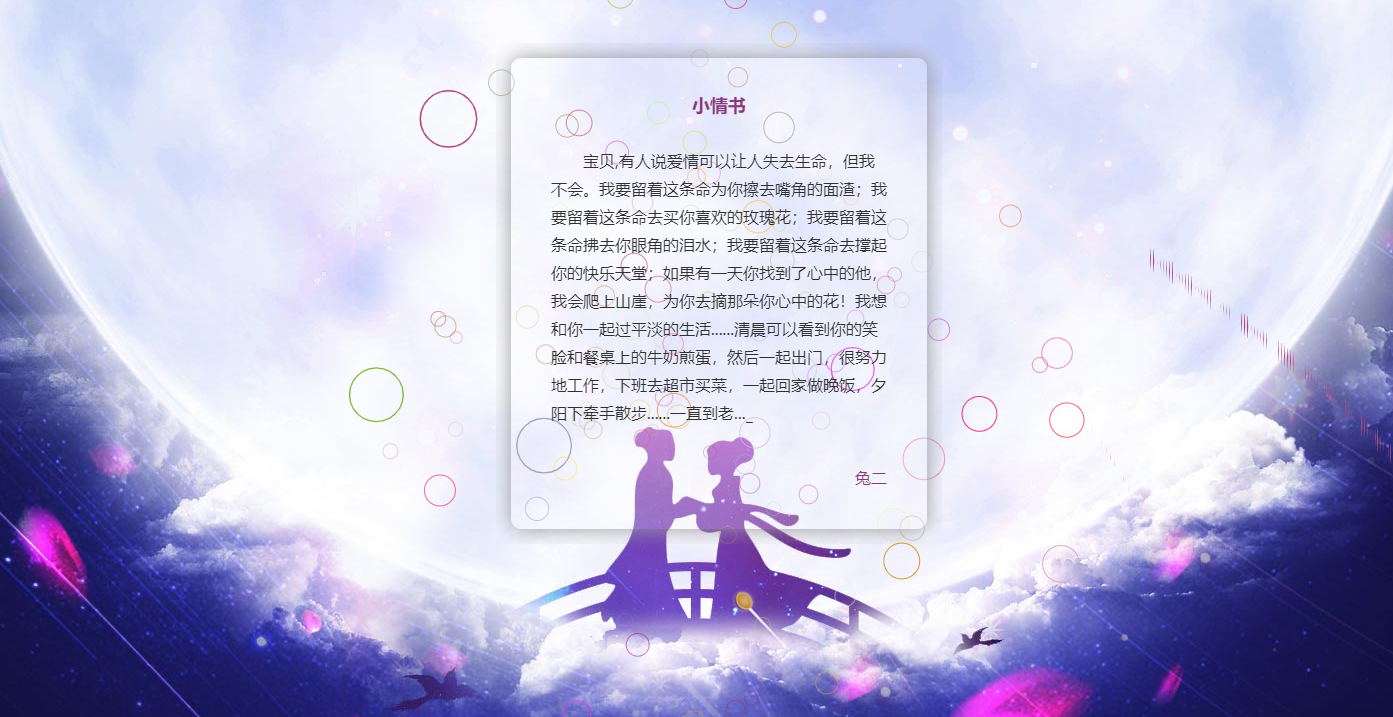 小情书
宝贝,有人说爱情可以让人失去生命，但我
不会。我要留着这条命为你擦去嘴角的面渣；我
要留着这条命去买你喜欢的玫瑰花；我要留着这
条命拂去你眼角的泪水；我要留着这条命去撑起
你的快乐天堂；如果有一天你找到了心中的他，
我会爬上山崖，为你去摘那朵你心中的花！我想
和你一起过平淡的生活......清晨可以看到你的笑
脸和餐桌上的牛奶煎蛋，然后一起出门，很努力
地工作，下班去超市买菜，一起回家做晚饭，夕
阳下牵手散步......一直到老..._
兔二